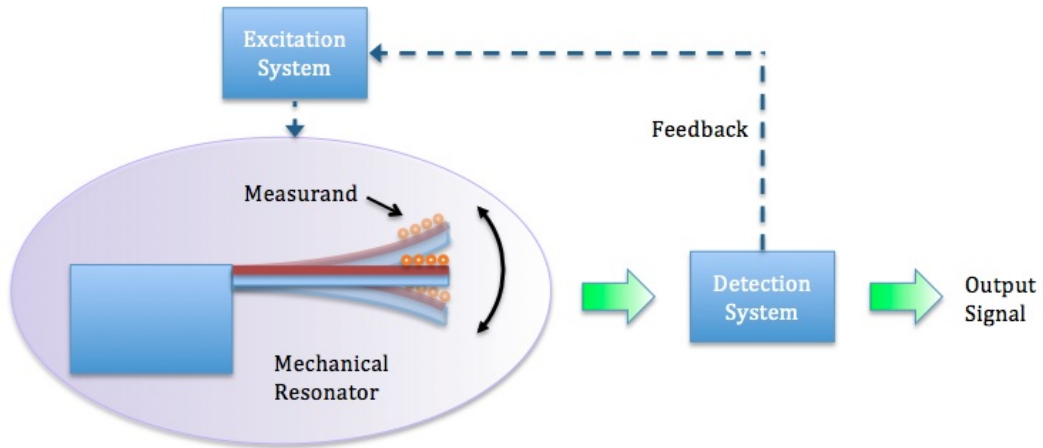 Excitation
System
Feedback
Measurand
Detection
System
Output
Signal
Mechanical
Resonator